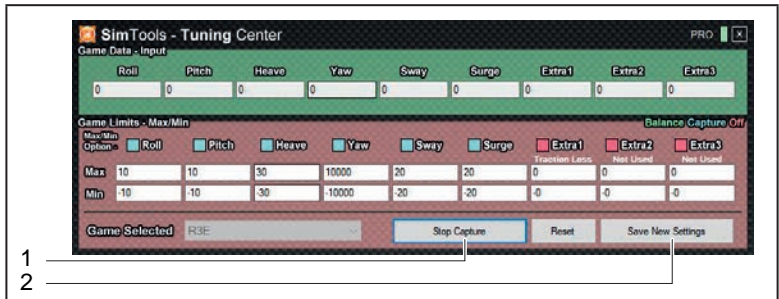 SimTools - Tuning Center PRO
Game Data - Input
Roll Pitch Heave Yaw Sway Surge Extra1 Extra2 Extra3
0 0 0 0 0 0 0 0 0
Game Limits - Max/Min Balance Capture Off
Max/Min
Option - Roll Pitch Heave Yaw Sway Surge Extra1 Extra2 Extra3
Traction Loss Not Used Not Used
Max 10 10 30 10000 20 20 0 0 0
Min -10 -10 -30 -10000 -20 -20 -0 -0 -0
Game Selected R3E Stop Capture Reset Save New Settings
1
2